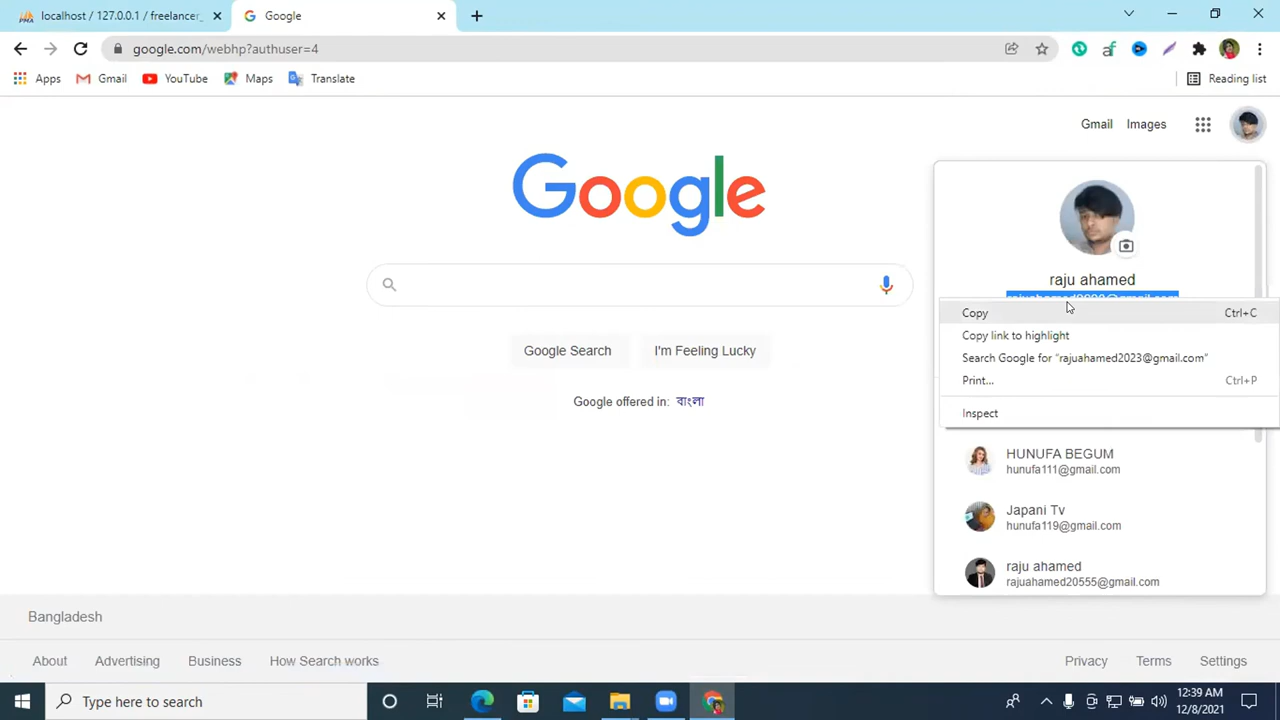 localhost / 127.0.0.1 / freelancer_
Google
google.com/webhp?authuser=4
Apps
Gmail
YouTube
Maps
Translate
Reading list
Gmail
Images
Google
raju ahamed
Copy
Ctrl+C
Copy link to highlight
Search Google for “rajuahamed2023@gmail.com”
Print...
Ctrl+P
Inspect
Google Search
I'm Feeling Lucky
Google offered in: বাংলা
HUNUFA BEGUM
hunufa111@gmail.com
Japani Tv
hunufa119@gmail.com
raju ahamed
rajuahamed20555@gmail.com
Bangladesh
About
Advertising
Business
How Search works
Privacy
Terms
Settings
Type here to search
12:39 AM
12/8/2021